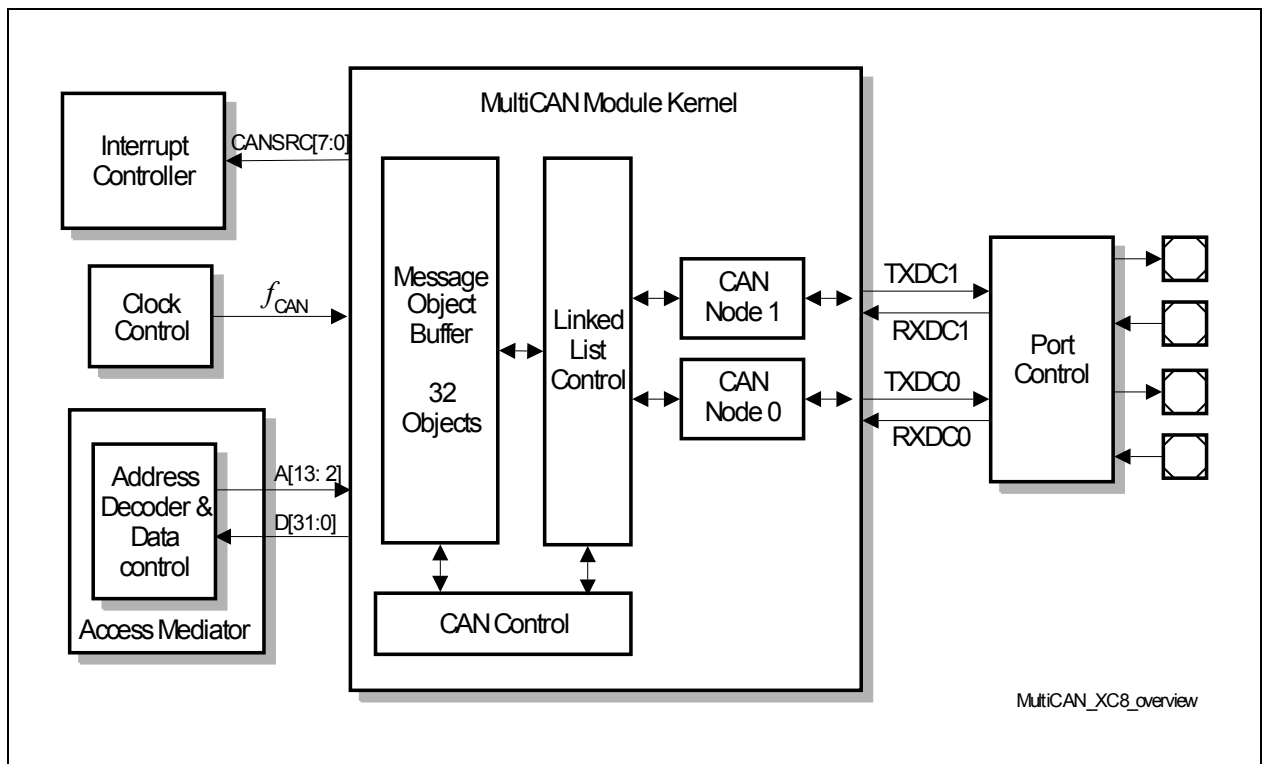 MultiCAN Module Kernel
Interrupt
Controller
CANSRC[7:0]
Clock
Control
fCAN
Address
Decoder &
Data
control
Access Mediator
A[13: 2]
D[31:0]
Message
Object
Buffer
32
Objects
Linked
List
Control
CAN
Node 1
CAN
Node 0
CAN Control
TXDC1
RXDC1
TXDC0
RXDC0
Port
Control
MultiCAN_XC8_overview